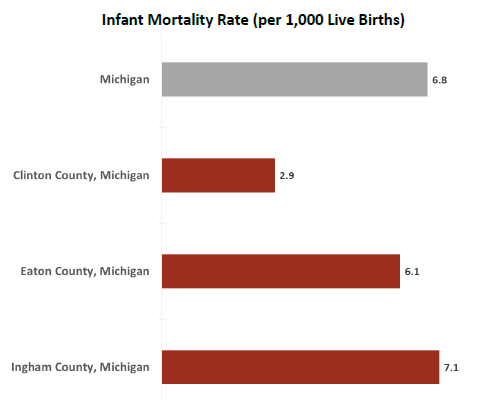 Infant Mortality Rate (per 1,000 Live Births)
Michigan 6.8
Clinton County, Michigan 2.9
Eaton County, Michigan 6.1
Ingham County, Michigan 7.1